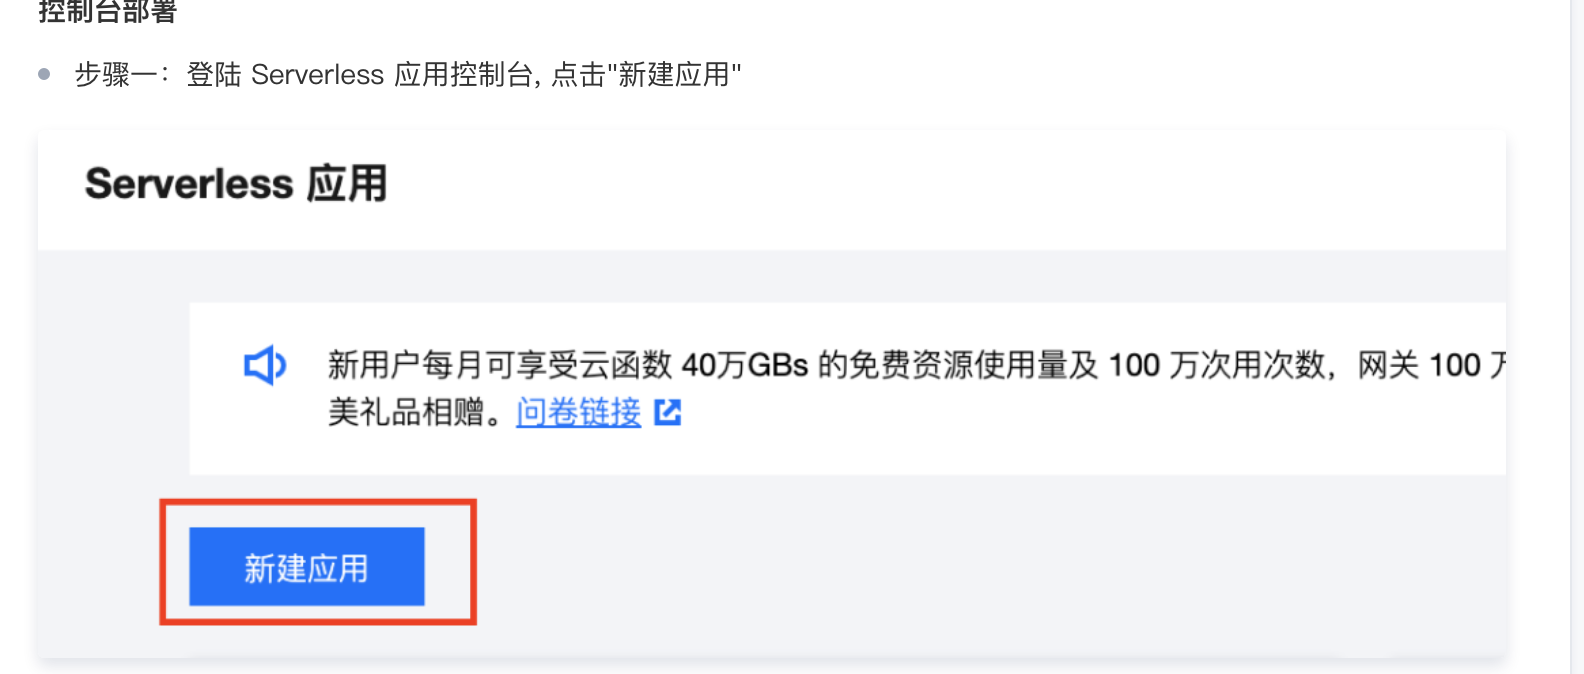 控制台部署
步骤一：登陆 Serverless 应用控制台, 点击"新建应用"
Serverless 应用
新用户每月可享受云函数 40万GBs 的免费资源使用量及 100 万次用次数，网关 100 万
美礼品相赠。问卷链接
新建应用